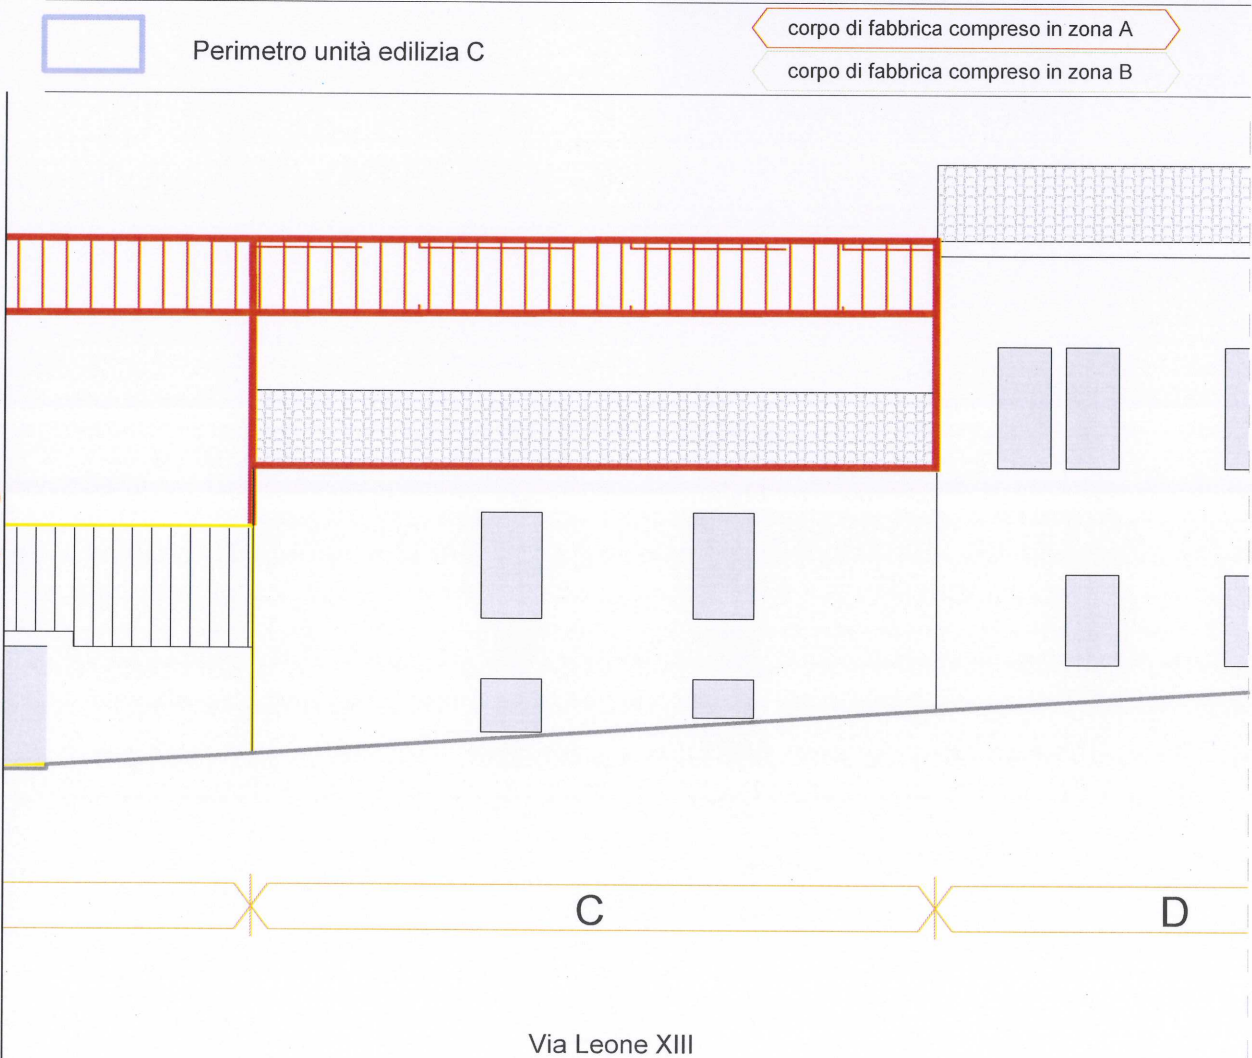 Perimetro unità edilizia C
corpo di fabbrica compreso in zona A
corpo di fabbrica compreso in zona B
C
D
Via Leone XIII